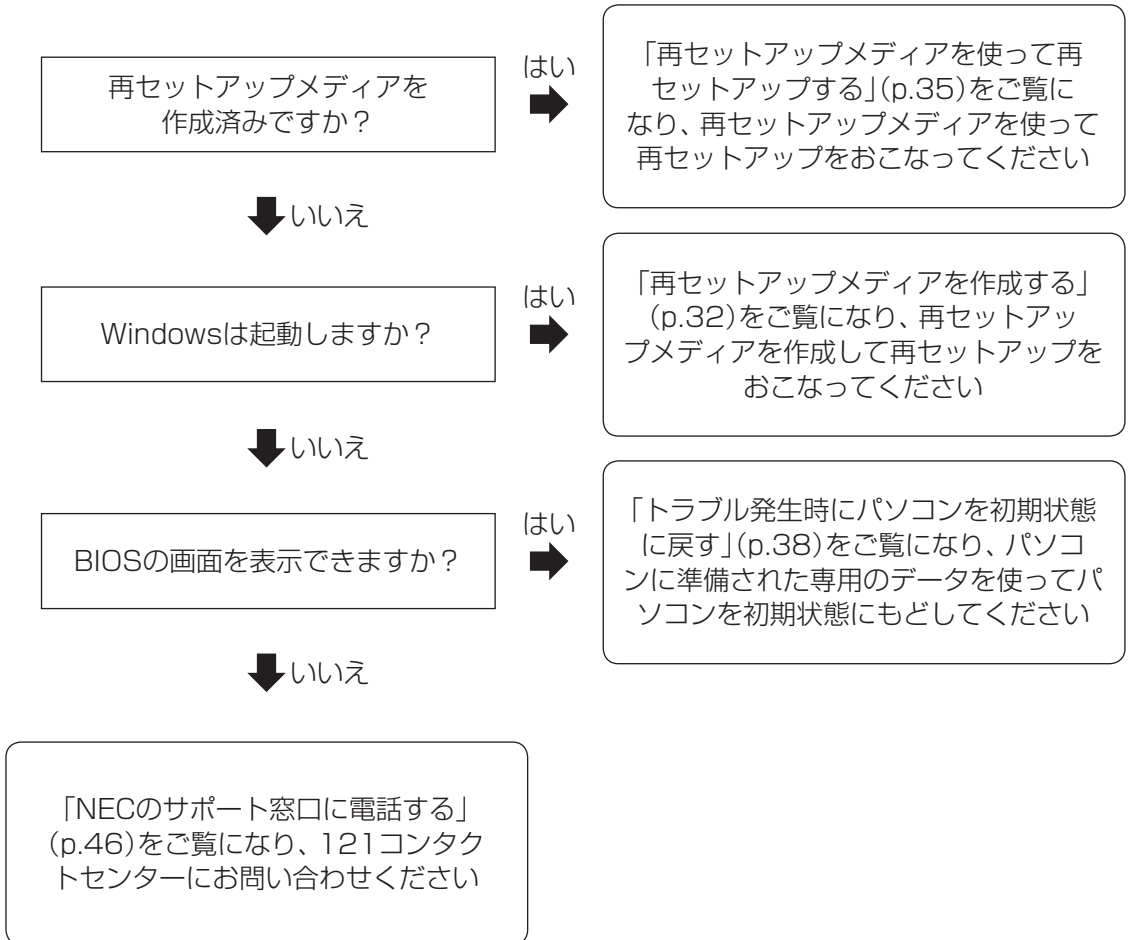 再セットアップメディアを
作成済みですか？
はい
「再セットアップメディアを使って再
セットアップする」(p.35)をご覧に
なり、再セットアップメディアを使って
再セットアップをおこなってください
いいえ
Windowsは起動しますか？
はい
「再セットアップメディアを作成する」
(p.32)をご覧になり、再セットアッ
プメディアを作成して再セットアップを
おこなってください
いいえ
BIOSの画面を表示できますか？
はい
「トラブル発生時にパソコンを初期状態
に戻す」(p.38)をご覧になり、パソコ
ンに準備された専用のデータを使ってパ
ソコンを初期状態にもどしてください
いいえ
「NECのサポート窓口に電話する」
(p.46)をご覧になり、121コンタク
トセンターにお問い合わせください